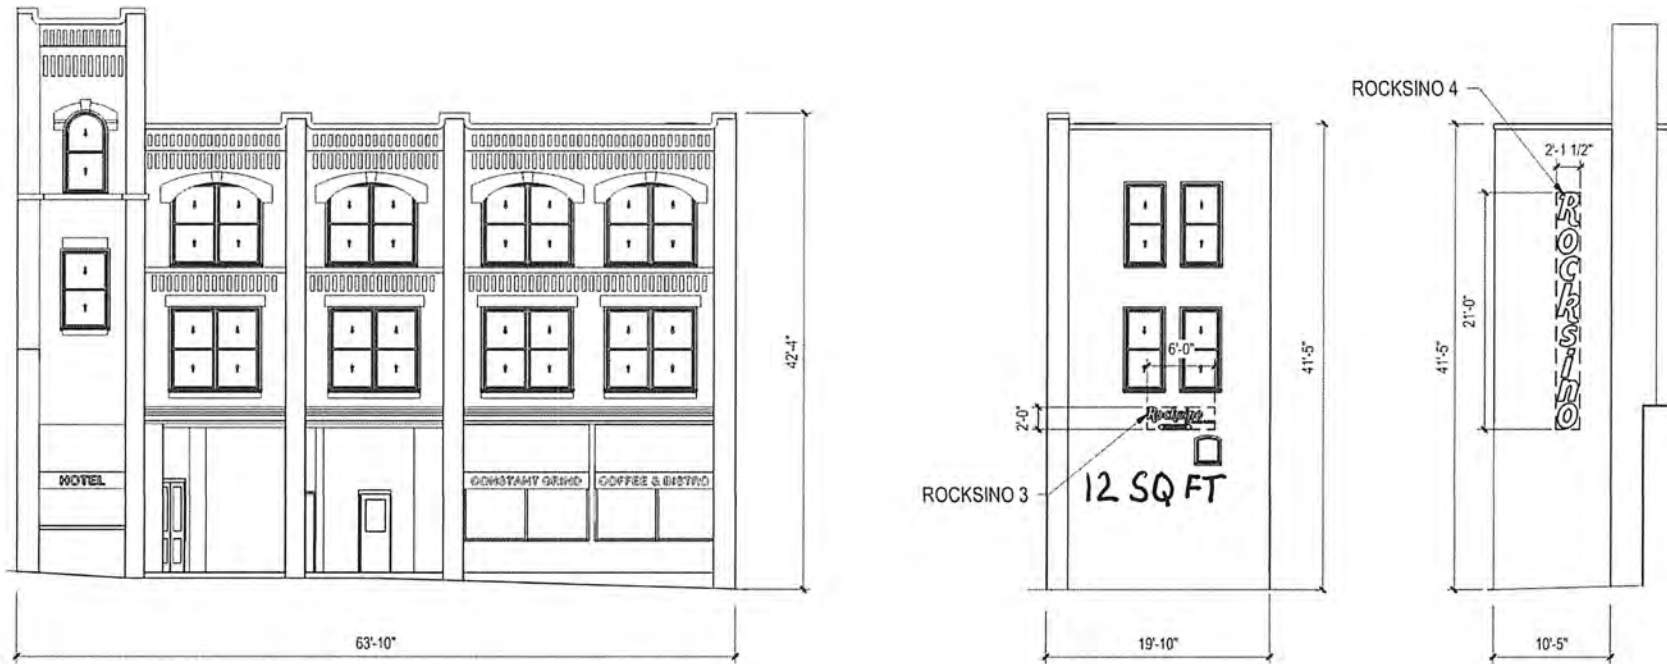 HOTEL
CONSTANT GRIND
COFFEE & BISTRO
42'-4"
63'-10"
6'-0"
2'-0"
Rocksino
ROCKSINO 3
12 SQ FT
41'-5"
19'-10"
ROCKSINO 4
2'-1 1/2"
21'-0"
Rocksino
41'-5"
10'-5"